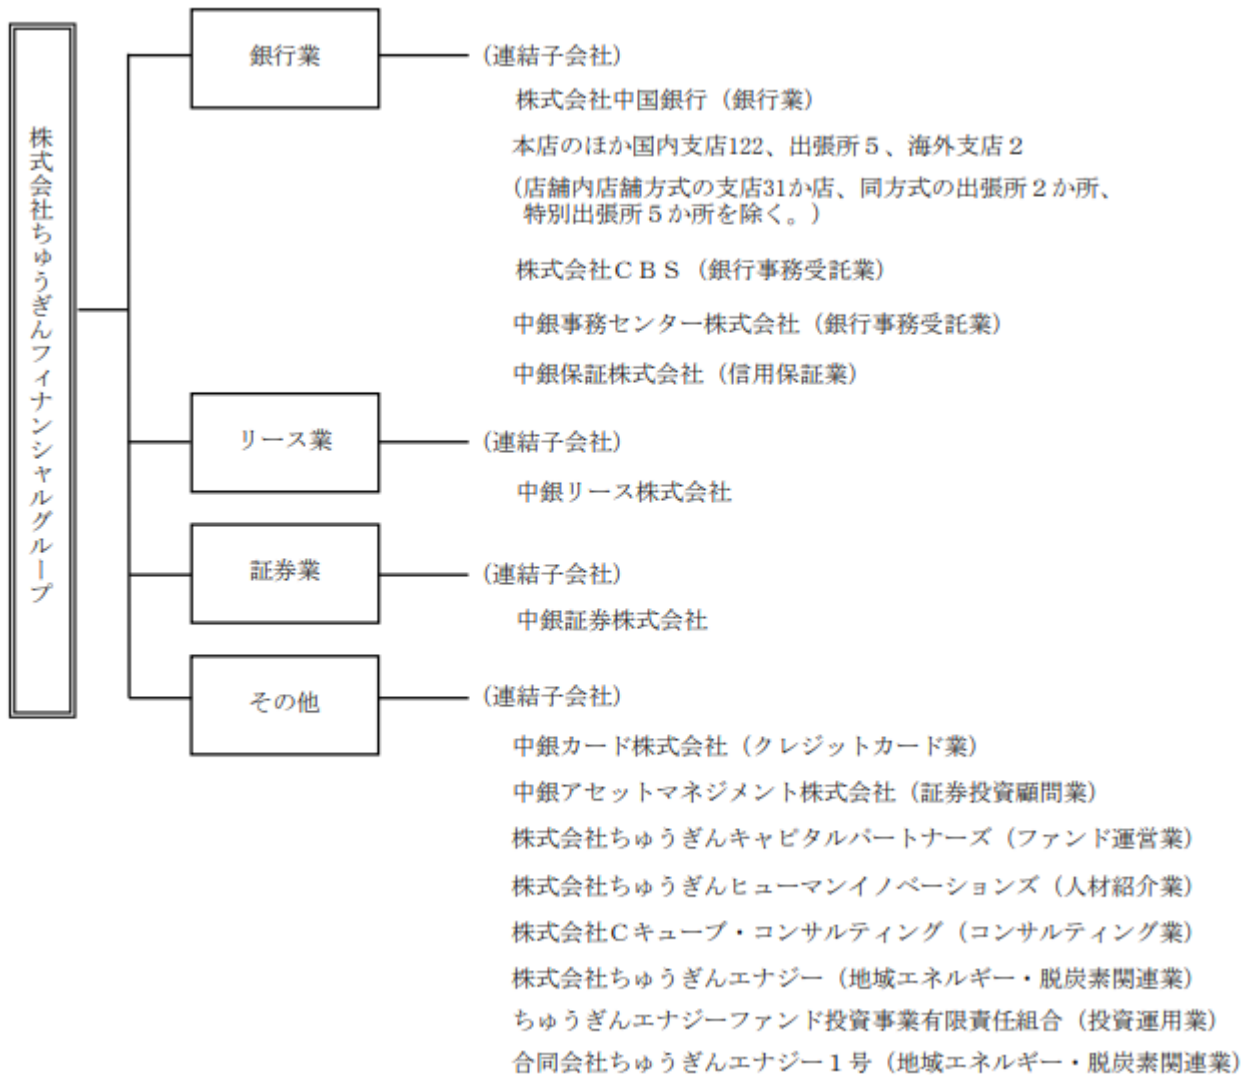 株式会社ちゅうぎんフィナンシャルグループ
銀行業
（連結子会社）
株式会社中国銀行（銀行業）
本店のほか国内支店122、出張所５、海外支店２
（店舗内店舗方式の支店31か店、同方式の出張所２か所、
特別出張所５か所を除く。）
株式会社ＣＢＳ（銀行事務受託業）
中銀事務センター株式会社（銀行事務受託業）
中銀保証株式会社（信用保証業）
リース業
（連結子会社）
中銀リース株式会社
証券業
（連結子会社）
中銀証券株式会社
その他
（連結子会社）
中銀カード株式会社（クレジットカード業）
中銀アセットマネジメント株式会社（証券投資顧問業）
株式会社ちゅうぎんキャピタルパートナーズ（ファンド運営業）
株式会社ちゅうぎんヒューマンイノベーションズ（人材紹介業）
株式会社Ｃキューブ・コンサルティング（コンサルティング業）
株式会社ちゅうぎんエナジー（地域エネルギー・脱炭素関連業）
ちゅうぎんエナジーファンド投資事業有限責任組合（投資運用業）
合同会社ちゅうぎんエナジー１号（地域エネルギー・脱炭素関連業）